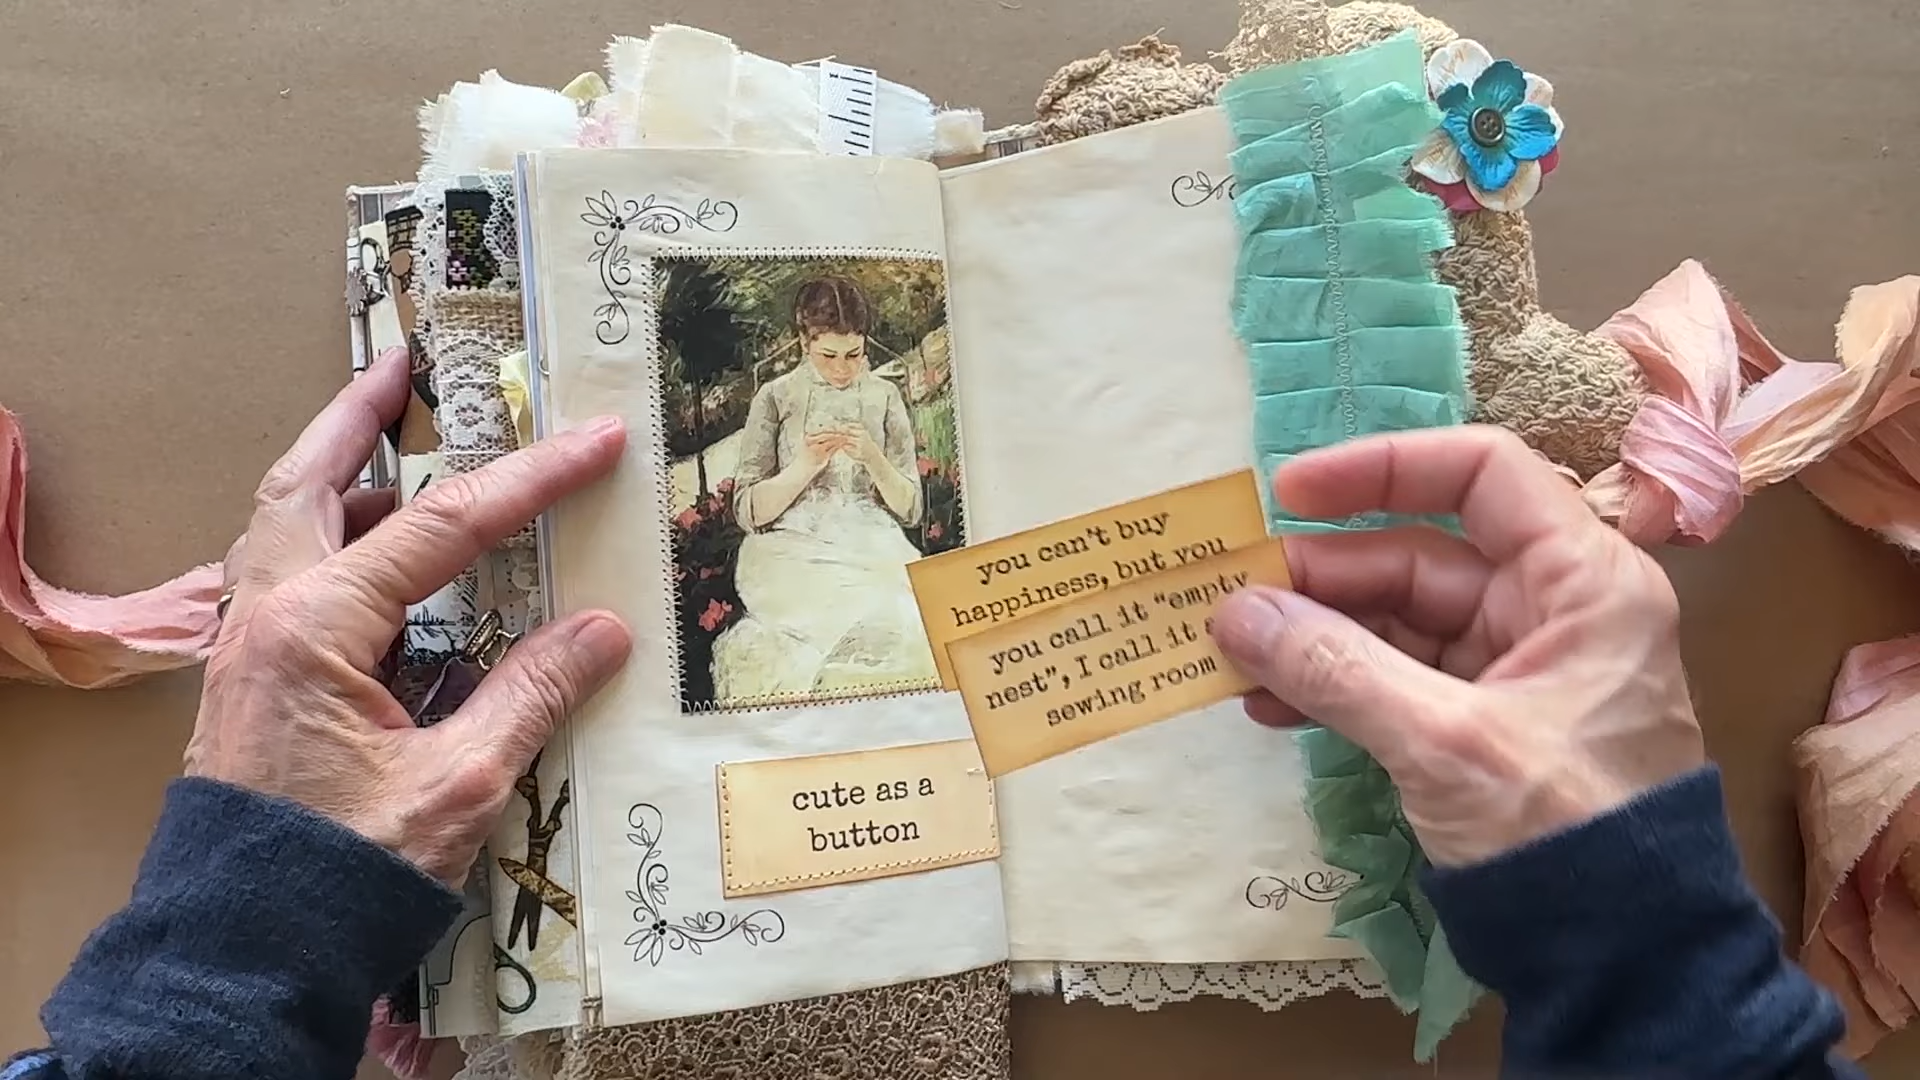 you can't buy
happiness, but you
you call it "empty
nest", I call it
sewing room
cute as a
button